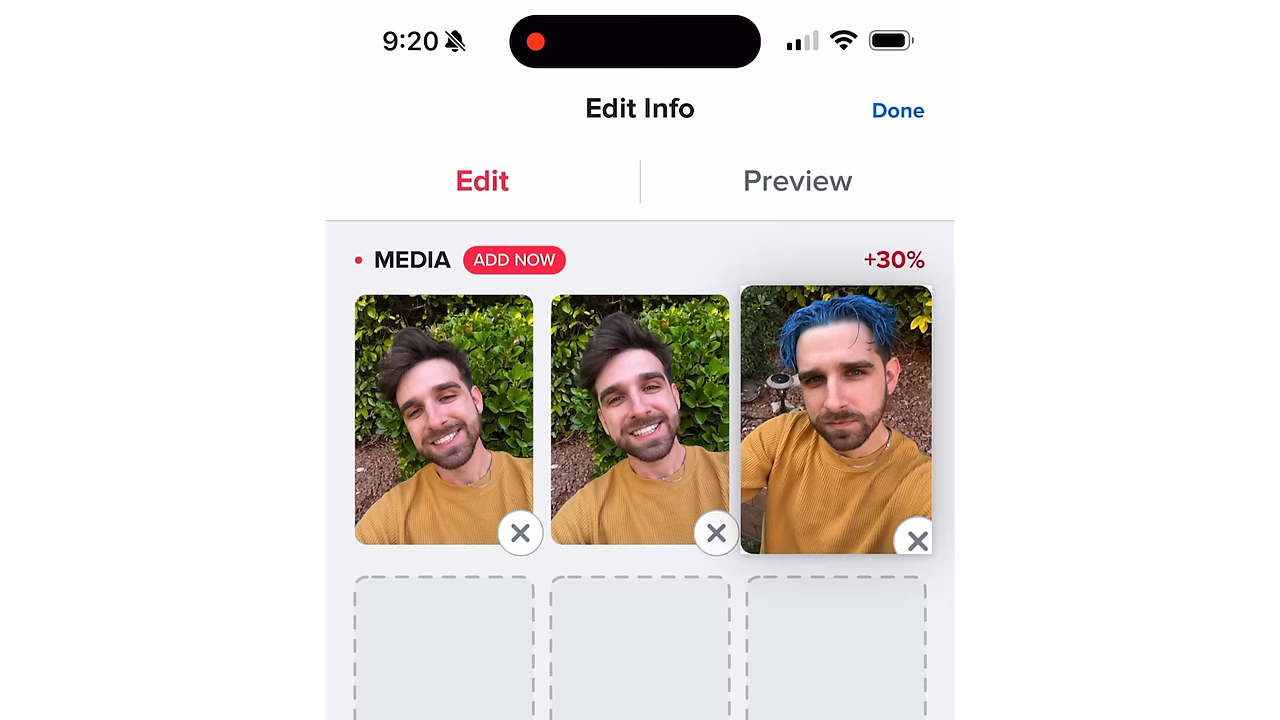 9:20
Edit Info
Done
Edit
Preview
MEDIA ADD NOW +30%